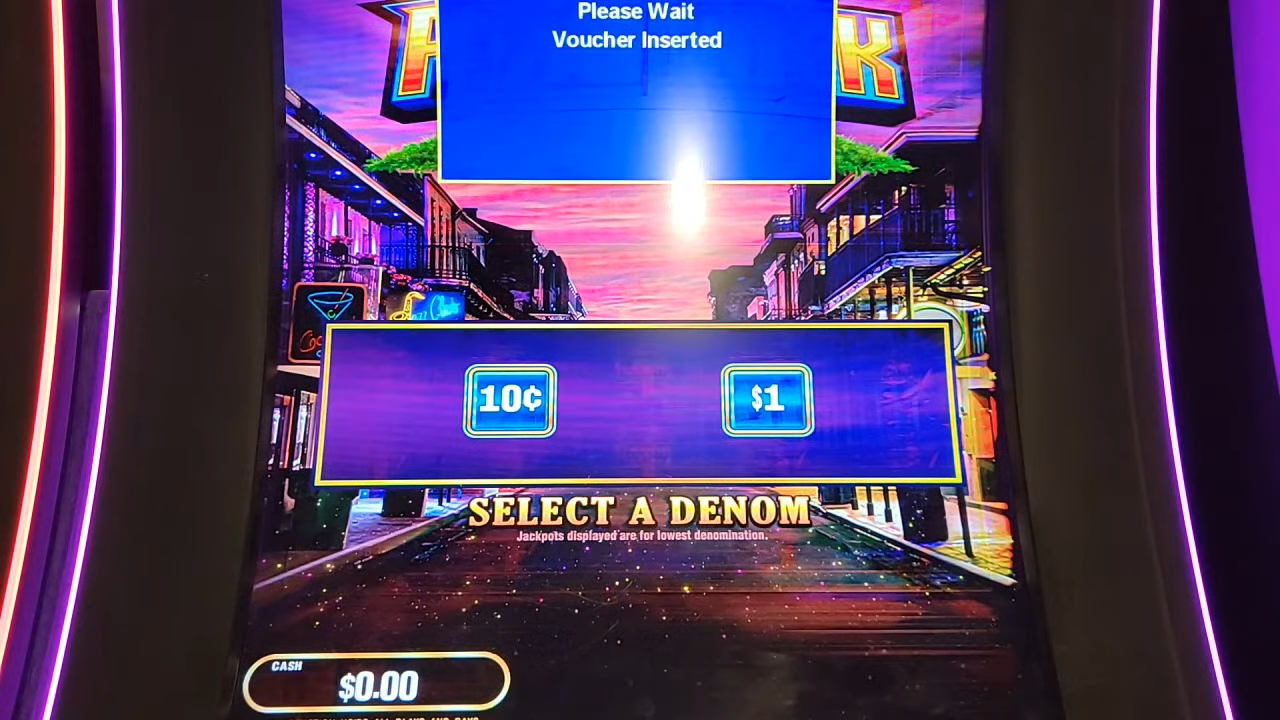 Please Wait
Voucher Inserted
K
10¢
$1
SELECT A DENOM
Jackpots displayed are for lowest denomination.
CASH
$0.00